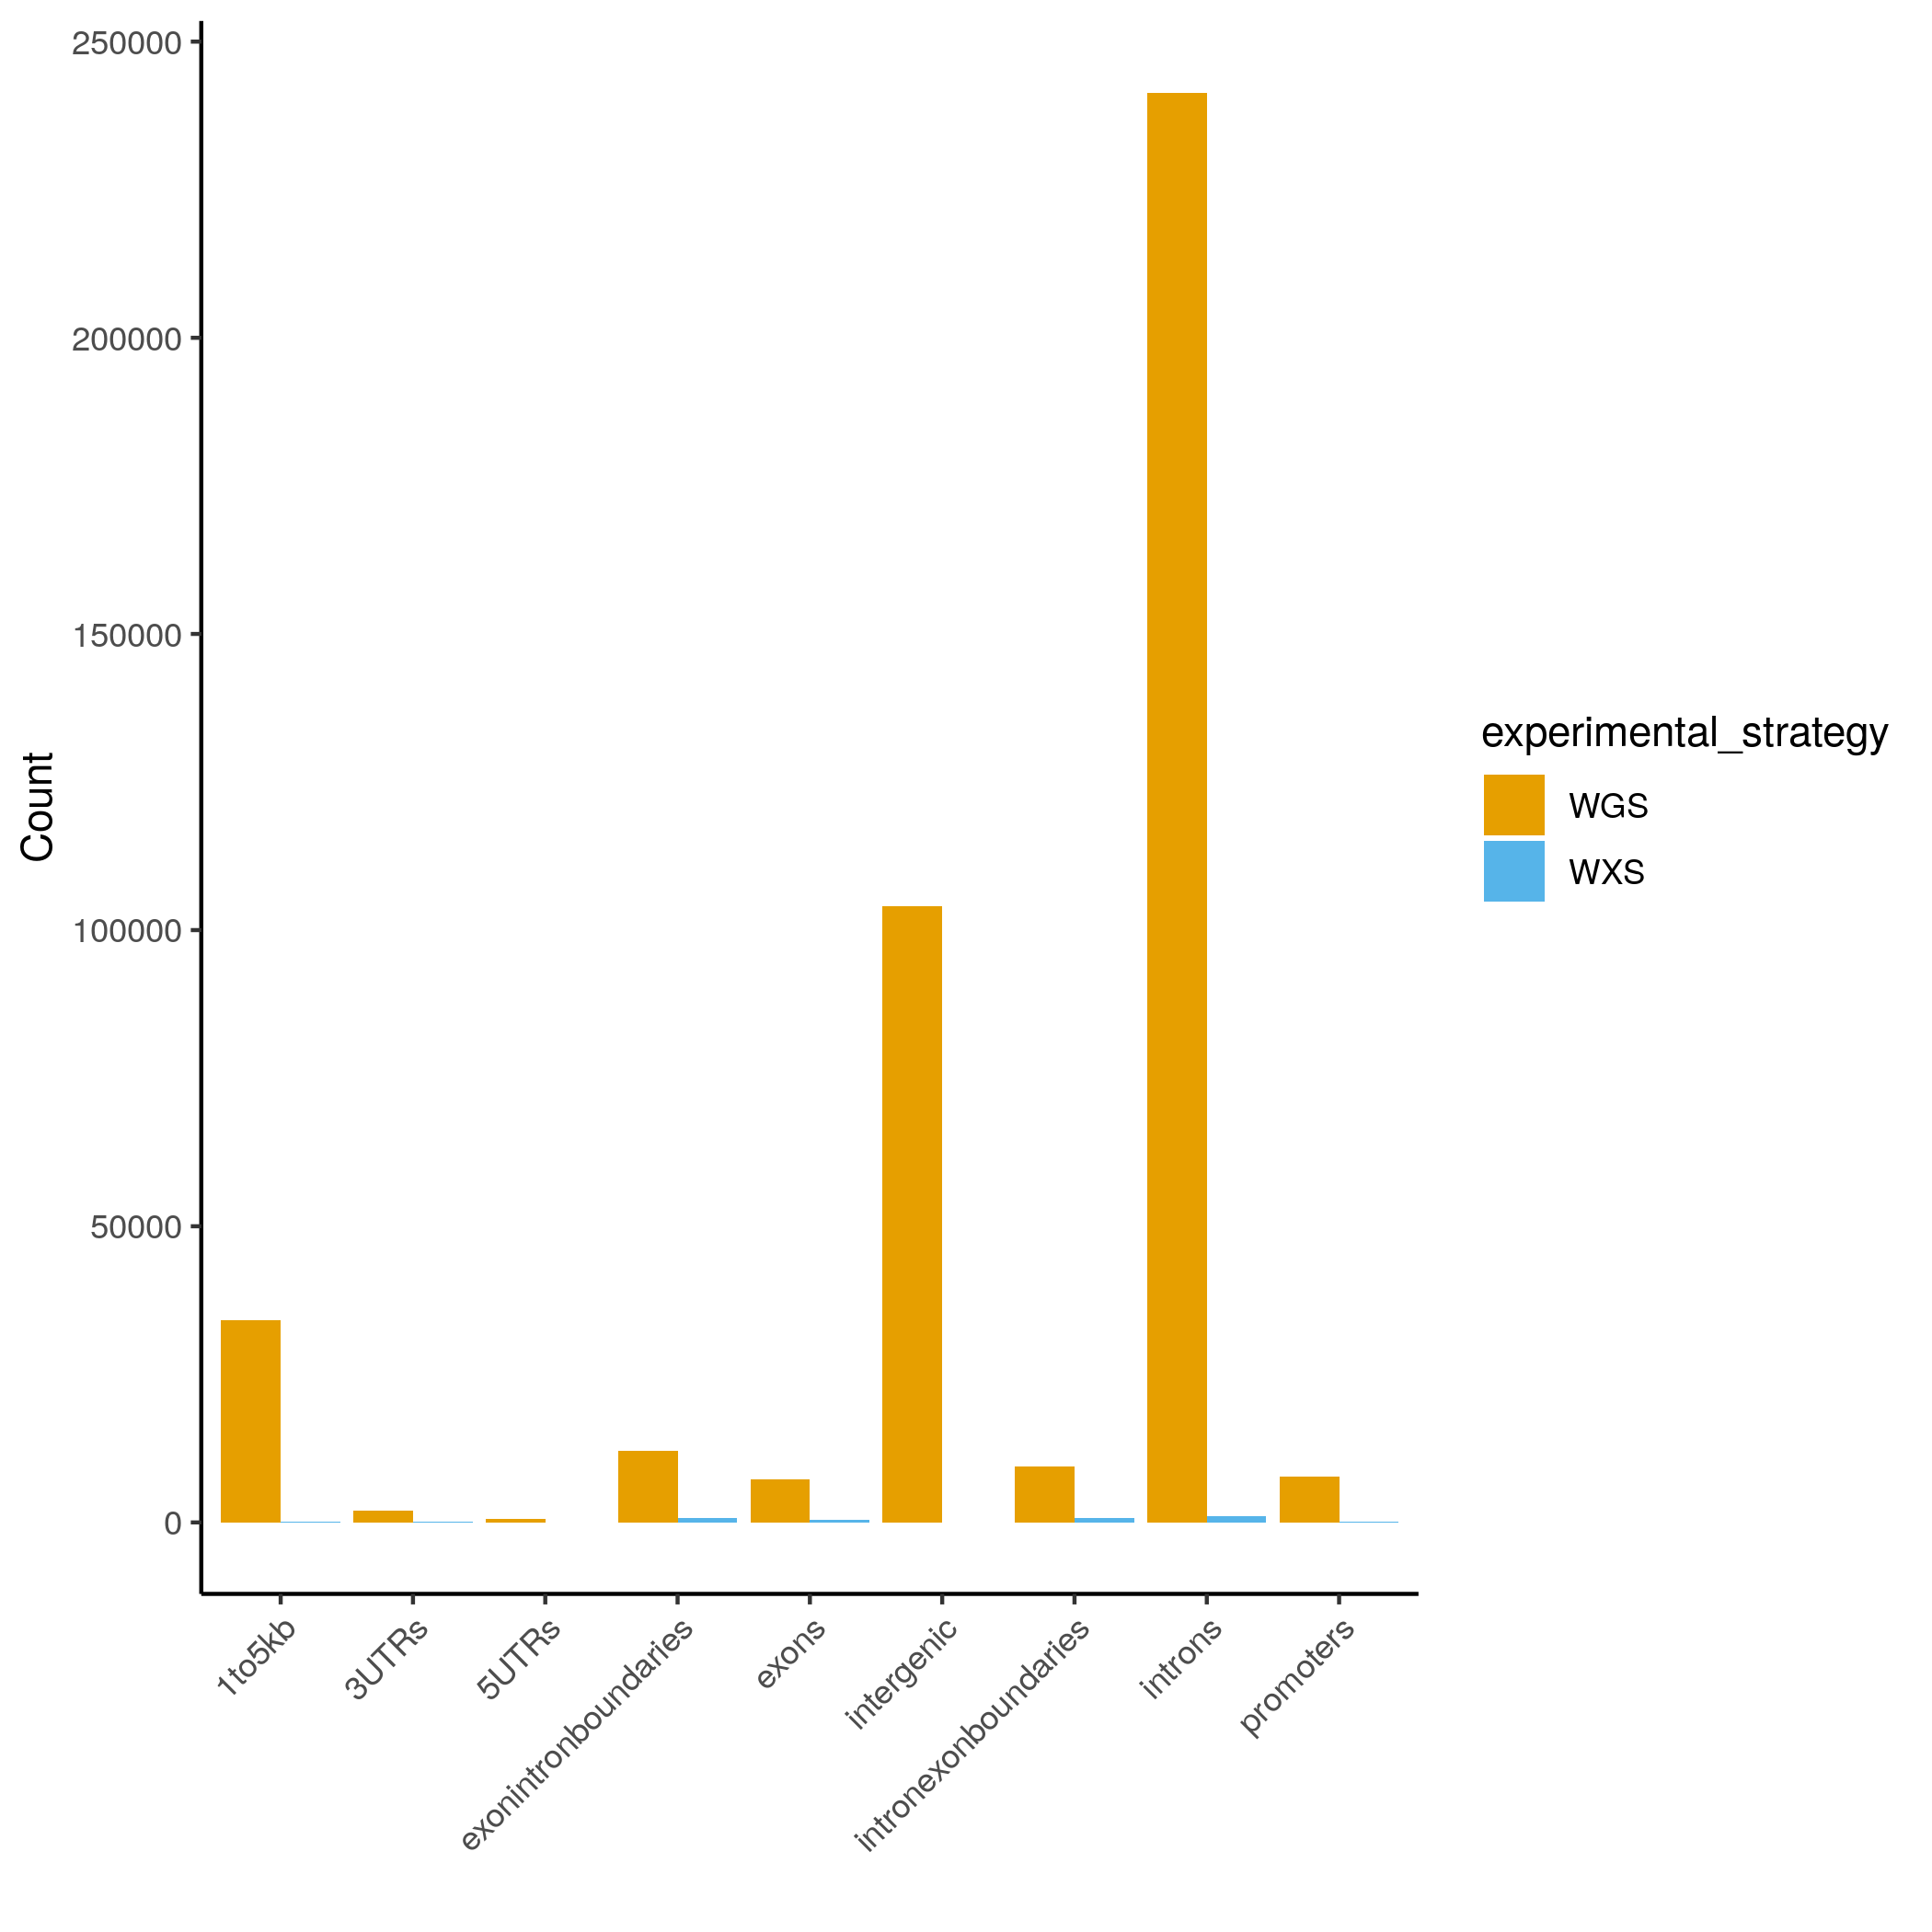 250000
200000
150000
100000
50000
0
Count
1to5kb
3UTRs
5UTRs
exonintronboundaries
exons
intergenic
intronexonboundaries
introns
promoters
experimental_strategy
WGS
WXS